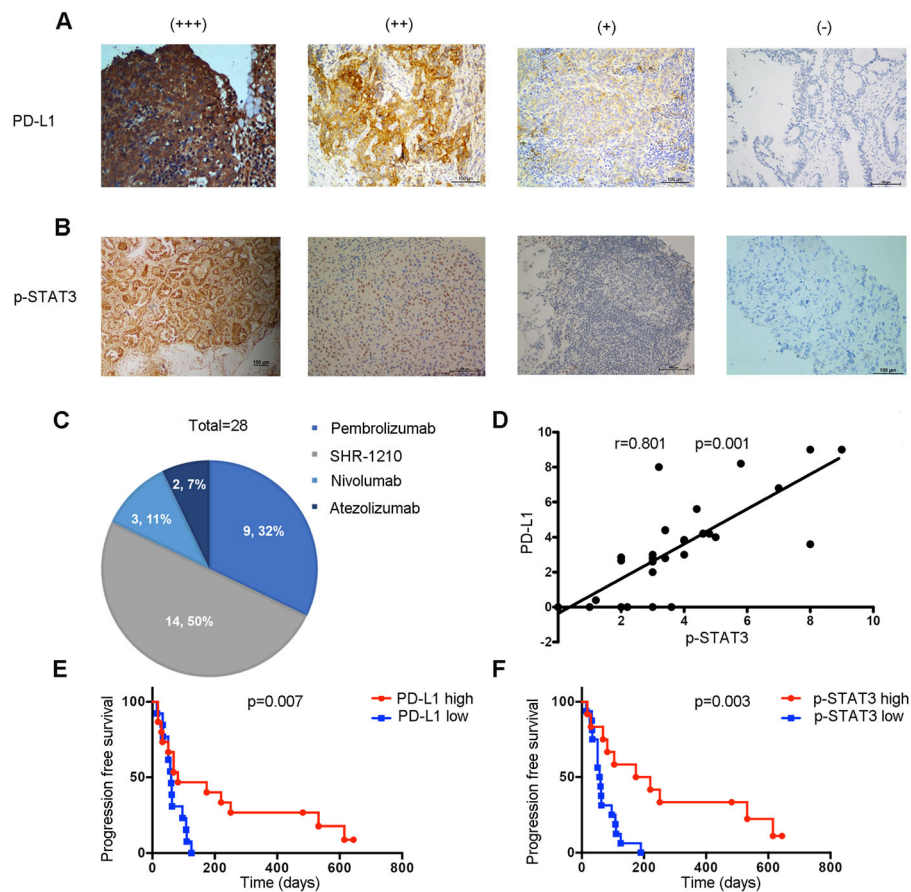 A
(+++)
(++)
(+)
(-)
PD-L1
100 μm
100 μm
B
p-STAT3
100 μm
100 μm
C
Total=28
Pembrolizumab
SHR-1210
Nivolumab
Atezolizumab
2, 7%
3, 11%
9, 32%
14, 50%
D
r=0.801
p=0.001
PD-L1
10
8
6
4
2
0
-2
2
4
6
8
10
p-STAT3
E
p=0.007
PD-L1 high
PD-L1 low
Progression free survival
100
50
0
0
200
400
600
800
Time (days)
F
p=0.003
p-STAT3 high
p-STAT3 low
Progression free survival
100
50
0
0
200
400
600
800
Time (days)